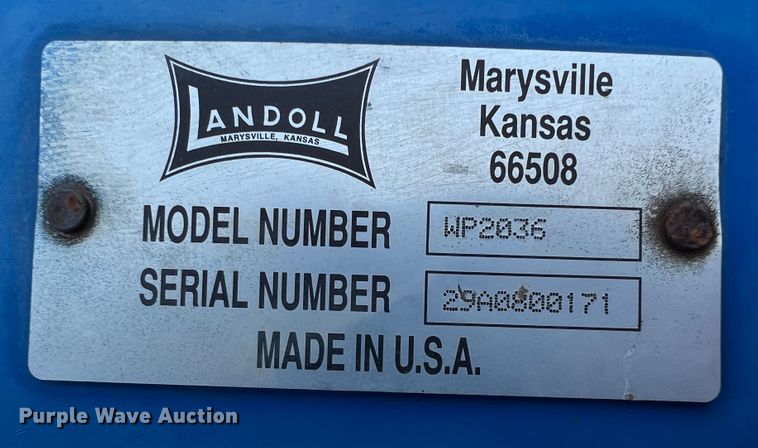 LANDOLL
MARYSVILLE, KANSAS
Marysville
Kansas
66508
MODEL NUMBER WP2036
SERIAL NUMBER 29A0800171
MADE IN U.S.A.
Purple Wave Auction